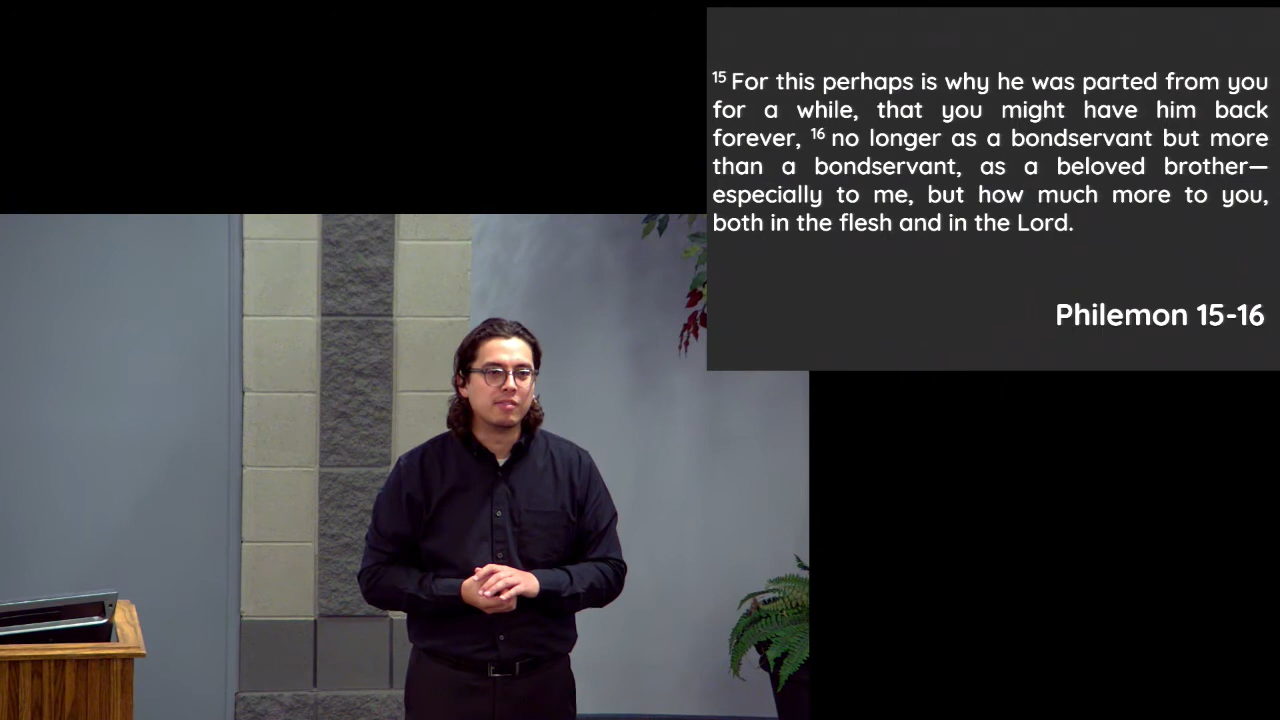 15 For this perhaps is why he was parted from you
for a while, that you might have him back
forever, 16 no longer as a bondservant but more
than a bondservant, as a beloved brother—
especially to me, but how much more to you,
both in the flesh and in the Lord.
Philemon 15-16